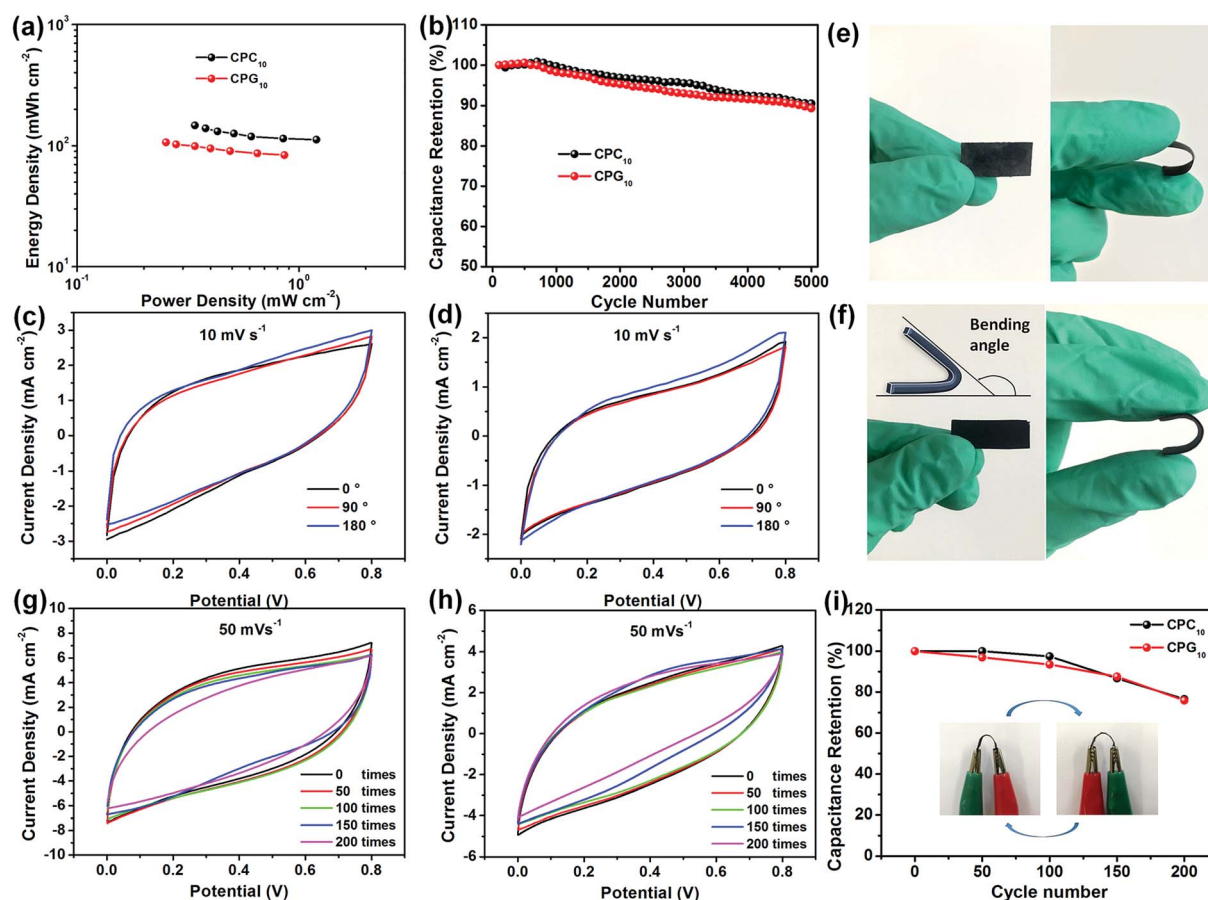 (a)
10³
10²
10¹
Energy Density (mWh cm⁻²)
CPC₁₀
CPG₁₀
10⁻¹
10⁰
Power Density (mW cm⁻²)
(b)
110
100
90
80
70
60
50
Capacitance Retention (%)
CPC₁₀
CPG₁₀
0 1000 2000 3000 4000 5000
Cycle Number
(e)
(c)
3
2
1
0
-1
-2
-3
Current Density (mA cm⁻²)
10 mV s⁻¹
0 °
90 °
180 °
0.0 0.2 0.4 0.6 0.8
Potential (V)
(d)
2
1
0
-1
-2
Current Density (mA cm⁻²)
10 mV s⁻¹
0 °
90 °
180 °
0.0 0.2 0.4 0.6 0.8
Potential (V)
(f)
Bending
angle
(g)
10
8
6
4
2
0
-2
-4
-6
-8
-10
Current Density (mA cm⁻²)
50 mVs⁻¹
0 times
50 times
100 times
150 times
200 times
0.0 0.2 0.4 0.6 0.8
Potential (V)
(h)
6
4
2
0
-2
-4
-6
Current Density (mA cm⁻²)
50 mVs⁻¹
0 times
50 times
100 times
150 times
200 times
0.0 0.2 0.4 0.6 0.8
Potential (V)
(i)
120
100
80
60
40
20
0
Capacitance Retention (%)
CPC₁₀
CPG₁₀
0 50 100 150 200
Cycle number